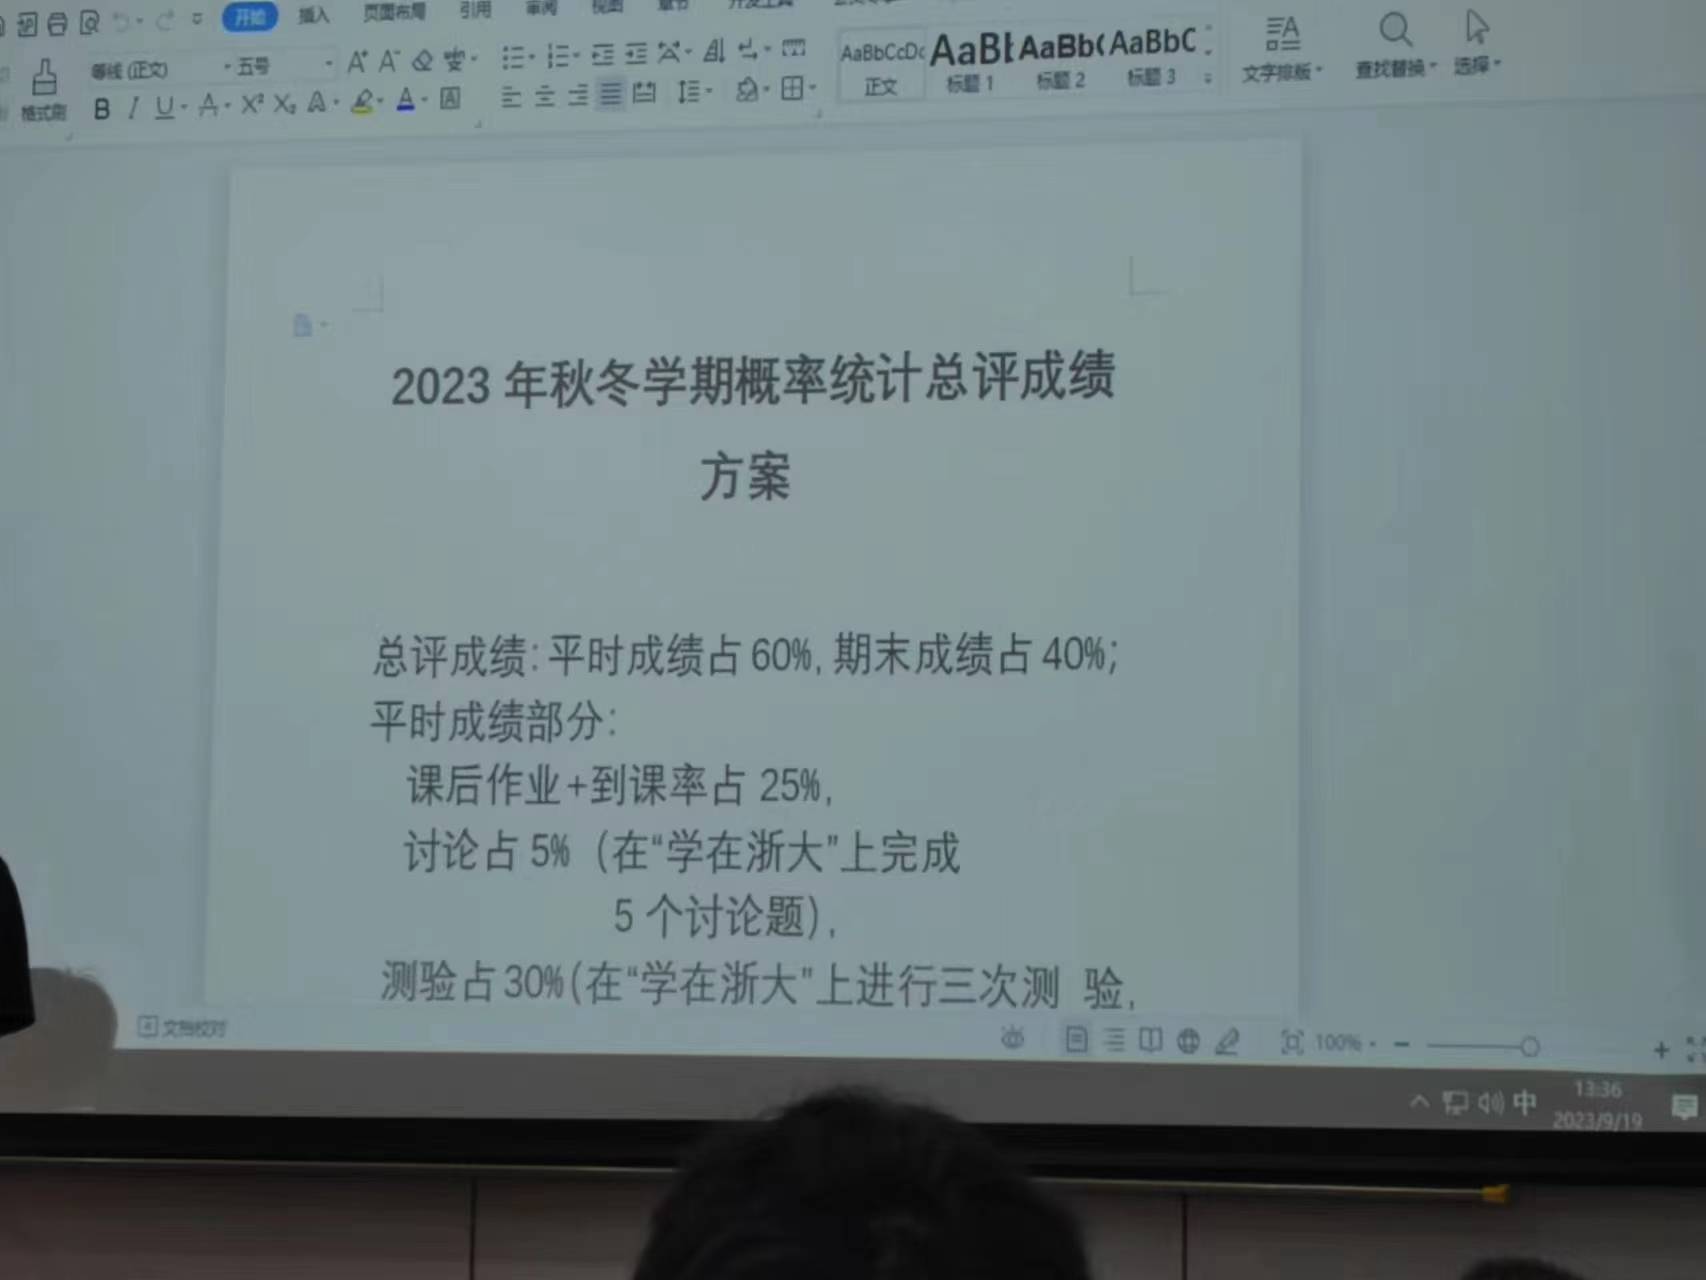 开始 插入 页面布局 引用 审阅 视图 章节 开发工具
等线 (正文) 五号
格式刷
AaBbCcDc AaBb AaBb( AaBbC
正文 标题 1 标题 2 标题 3
文字排版 查找替换 选择
2023 年秋冬学期概率统计总评成绩
方案
总评成绩: 平时成绩占 60%, 期末成绩占 40%;
平时成绩部分:
课后作业+到课率占 25%,
讨论占 5% (在“学在浙大”上完成
5 个讨论题),
测验占 30%(在“学在浙大”上进行三次测 验,
文档校对
100%
中
13:36
2023/9/19